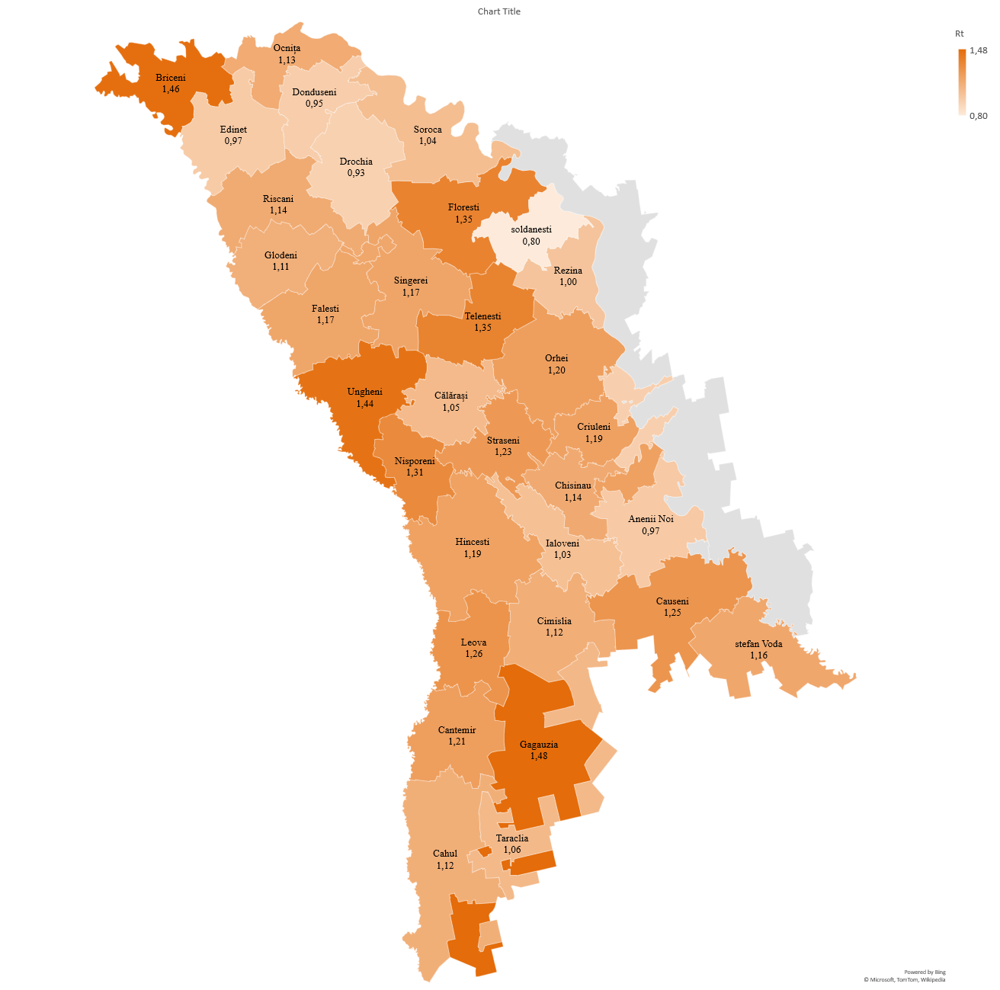 Chart Title
Rt
1,48
0,80
Ocnița
1,13
Briceni
1,46
Donduseni
0,95
Edinet
0,97
Soroca
1,04
Drochia
0,93
Riscani
1,14
Floresti
1,35
soldanesti
0,80
Glodeni
1,11
Rezina
1,00
Singerei
1,17
Falesti
1,17
Telenesti
1,35
Orhei
1,20
Ungheni
1,44
Călărași
1,05
Criuleni
1,19
Straseni
1,23
Nisporeni
1,31
Chisinau
1,14
Anenii Noi
0,97
Hincesti
1,19
Ialoveni
1,03
Causeni
1,25
Cimislia
1,12
Leova
1,26
stefan Voda
1,16
Cantemir
1,21
Gagauzia
1,48
Taraclia
1,06
Cahul
1,12
Powered by Bing
© Microsoft, TomTom, Wikipedia